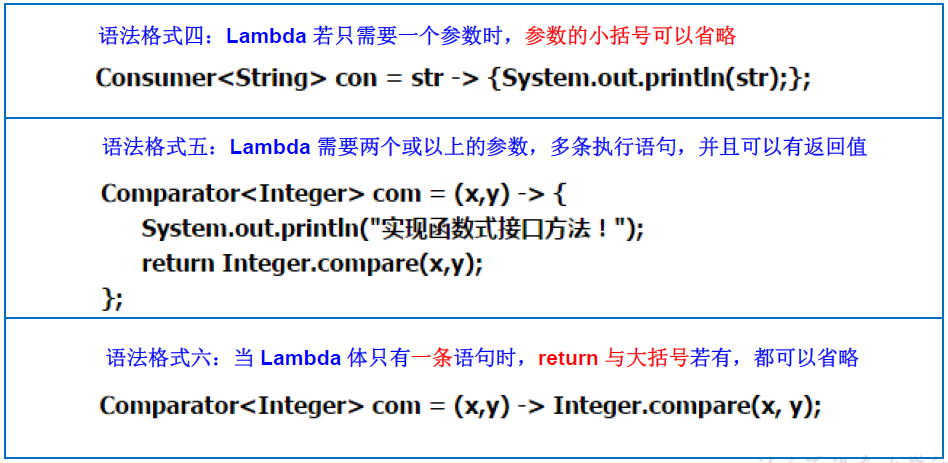 语法格式四：Lambda 若只需要一个参数时，参数的小括号可以省略
Consumer<String> con = str -> {System.out.println(str);};
语法格式五：Lambda 需要两个或以上的参数，多条执行语句，并且可以有返回值
Comparator<Integer> com = (x,y) -> {
System.out.println("实现函数式接口方法！");
return Integer.compare(x,y);
};
语法格式六：当 Lambda 体只有一条语句时，return 与大括号若有，都可以省略
Comparator<Integer> com = (x,y) -> Integer.compare(x, y);